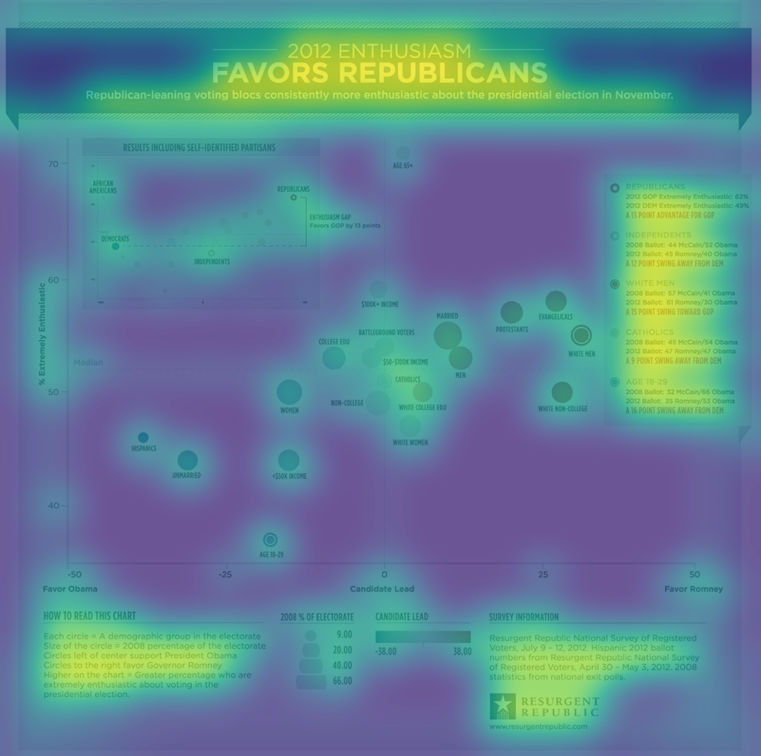 2012 ENTHUSIASM
FAVORS REPUBLICANS
Republican-leaning voting blocs consistently more enthusiastic about the presidential election in November.
RESULTS INCLUDING SELF-IDENTIFIED PARTISANS
AFRICAN
AMERICANS
REPUBLICANS
ENTHUSIASM GAP
Favors GOP by 13 points
DEMOCRATS
INDEPENDENTS
70
60
50
40
% Extremely Enthusiastic
Median
AGE 65+
$100K+ INCOME
MARRIED
PROTESTANTS
EVANGELICALS
WHITE MEN
BATTLEGROUND VOTERS
COLLEGE EDU
$50-$100K INCOME
MEN
CATHOLICS
WOMEN
NON-COLLEGE
WHITE COLLEGE EDU
WHITE NON-COLLEGE
WHITE WOMEN
HISPANICS
UNMARRIED
<$50K INCOME
AGE 18-29
REPUBLICANS
2012 GOP Extremely Enthusiastic: 62%
2012 DEM Extremely Enthusiastic: 49%
A 13 POINT ADVANTAGE FOR GOP
INDEPENDENTS
2008 Ballot: 44 McCain/52 Obama
2012 Ballot: 45 Romney/40 Obama
A 12 POINT SWING AWAY FROM DEM
WHITE MEN
2008 Ballot: 57 McCain/41 Obama
2012 Ballot: 61 Romney/30 Obama
A 15 POINT SWING TOWARD GOP
CATHOLICS
2008 Ballot: 45 McCain/54 Obama
2012 Ballot: 47 Romney/47 Obama
A 9 POINT SWING AWAY FROM DEM
AGE 18-29
2008 Ballot: 32 McCain/66 Obama
2012 Ballot: 35 Romney/53 Obama
A 16 POINT SWING AWAY FROM DEM
-50
-25
0
25
50
Favor Obama
Candidate Lead
Favor Romney
HOW TO READ THIS CHART
Each circle = A demographic group in the electorate
Size of the circle = 2008 percentage of the electorate
Circles left of center support President Obama
Circles to the right favor Governor Romney
Higher on the chart = Greater percentage who are
extremely enthusiastic about voting in the
presidential election.
2008 % OF ELECTORATE
9.00
20.00
40.00
66.00
CANDIDATE LEAD
-38.00
38.00
SURVEY INFORMATION
Resurgent Republic National Survey of Registered
Voters, July 9 – 12, 2012. Hispanic 2012 ballot
numbers from Resurgent Republic National Survey
of Registered Voters, April 30 – May 3, 2012. 2008
statistics from national exit polls.
RESURGENT
REPUBLIC
www.resurgentrepublic.com